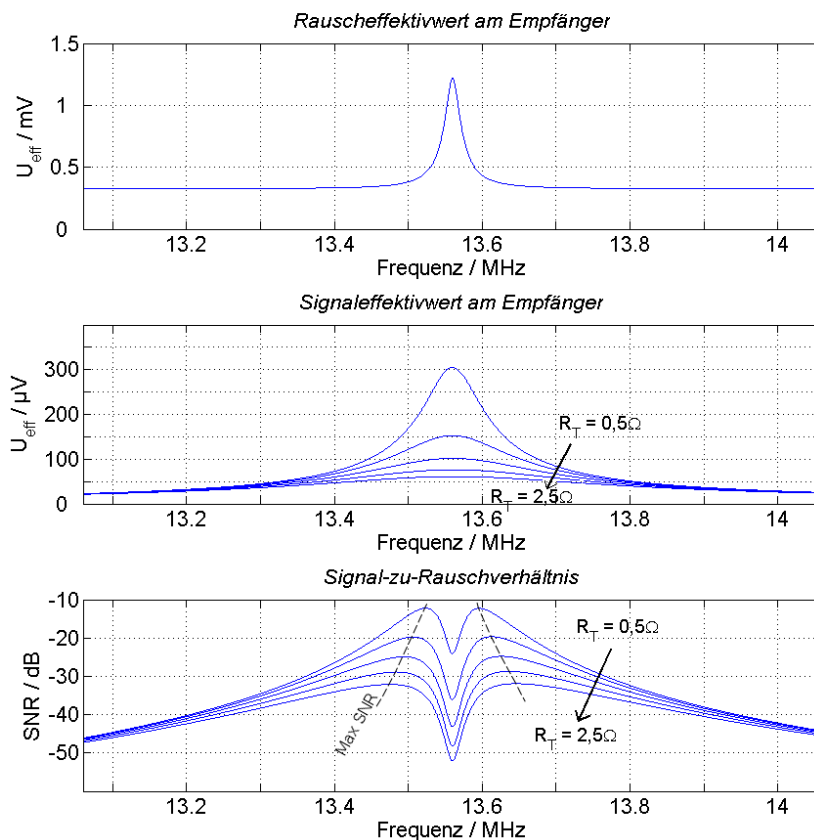 Rauscheffektivwert am Empfänger
U_eff / mV
1.5
1
0.5
0
13.2 13.4 13.6 13.8 14
Frequenz / MHz
Signaleffektivwert am Empfänger
U_eff / µV
300
200
100
0
R_T = 0,5Ω
R_T = 2,5Ω
13.2 13.4 13.6 13.8 14
Frequenz / MHz
Signal-zu-Rauschverhältnis
SNR / dB
-10
-20
-30
-40
-50
R_T = 0,5Ω
Max SNR
R_T = 2,5Ω
13.2 13.4 13.6 13.8 14
Frequenz / MHz